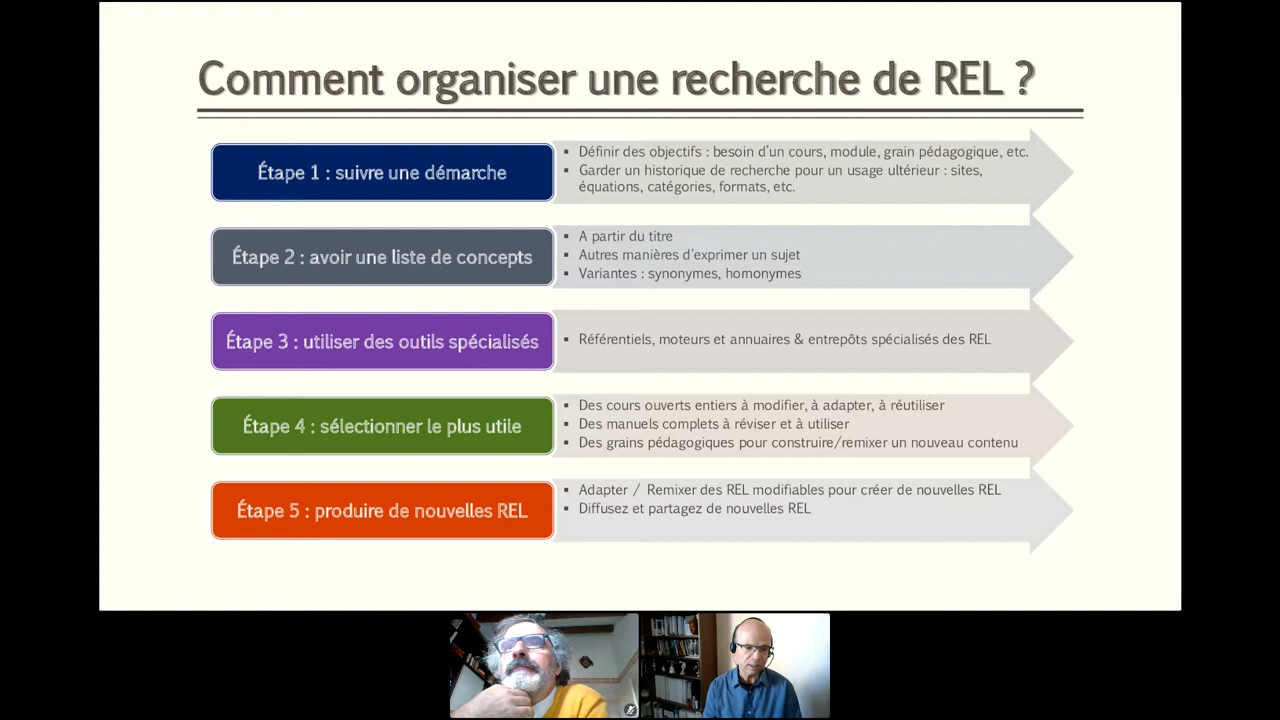 Comment organiser une recherche de REL ?
Étape 1 : suivre une démarche
▪ Définir des objectifs : besoin d'un cours, module, grain pédagogique, etc.
▪ Garder un historique de recherche pour un usage ultérieur : sites,
équations, catégories, formats, etc.
Étape 2 : avoir une liste de concepts
▪ A partir du titre
▪ Autres manières d'exprimer un sujet
▪ Variantes : synonymes, homonymes
Étape 3 : utiliser des outils spécialisés
▪ Référentiels, moteurs et annuaires & entrepôts spécialisés des REL
Étape 4 : sélectionner le plus utile
▪ Des cours ouverts entiers à modifier, à adapter, à réutiliser
▪ Des manuels complets à réviser et à utiliser
▪ Des grains pédagogiques pour construire/remixer un nouveau contenu
Étape 5 : produire de nouvelles REL
▪ Adapter / Remixer des REL modifiables pour créer de nouvelles REL
▪ Diffusez et partagez de nouvelles REL